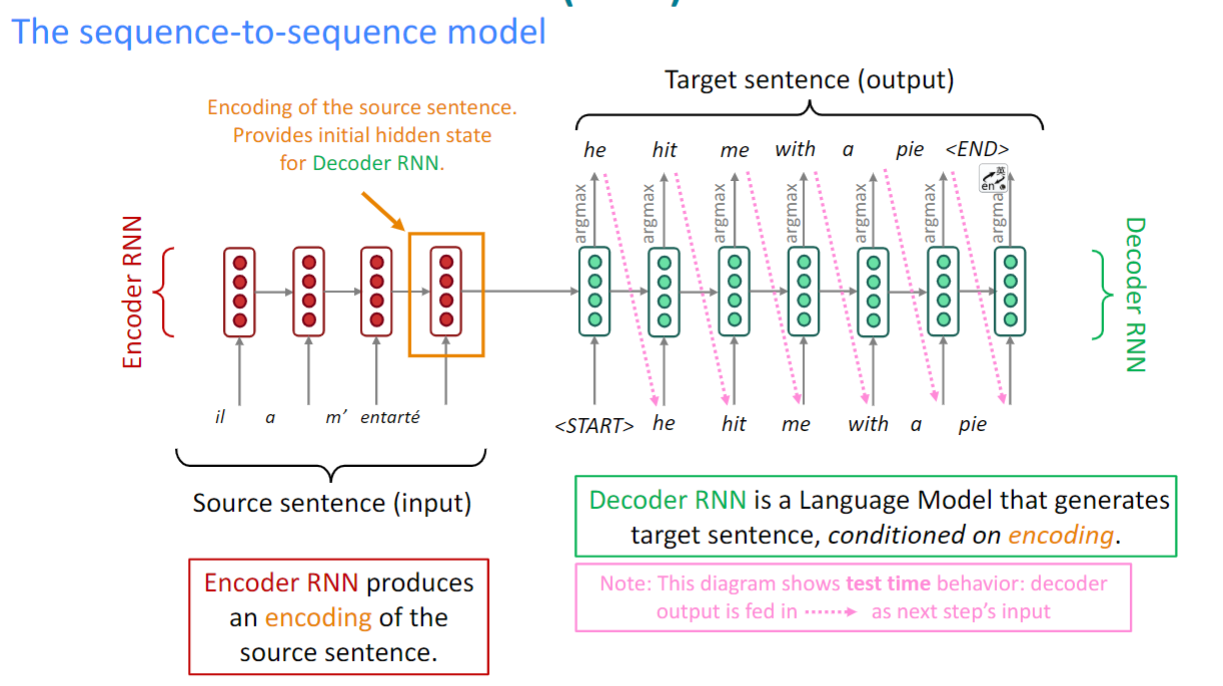 The sequence-to-sequence model
Target sentence (output)
Encoding of the source sentence.
Provides initial hidden state
for Decoder RNN.
he hit me with a pie <END>
英
en
argmax argmax argmax argmax argmax argmax argma
Encoder RNN
Decoder RNN
il a m' entarté
<START> he hit me with a pie
Source sentence (input)
Decoder RNN is a Language Model that generates
target sentence, conditioned on encoding.
Encoder RNN produces
an encoding of the
source sentence.
Note: This diagram shows test time behavior: decoder
output is fed in as next step's input